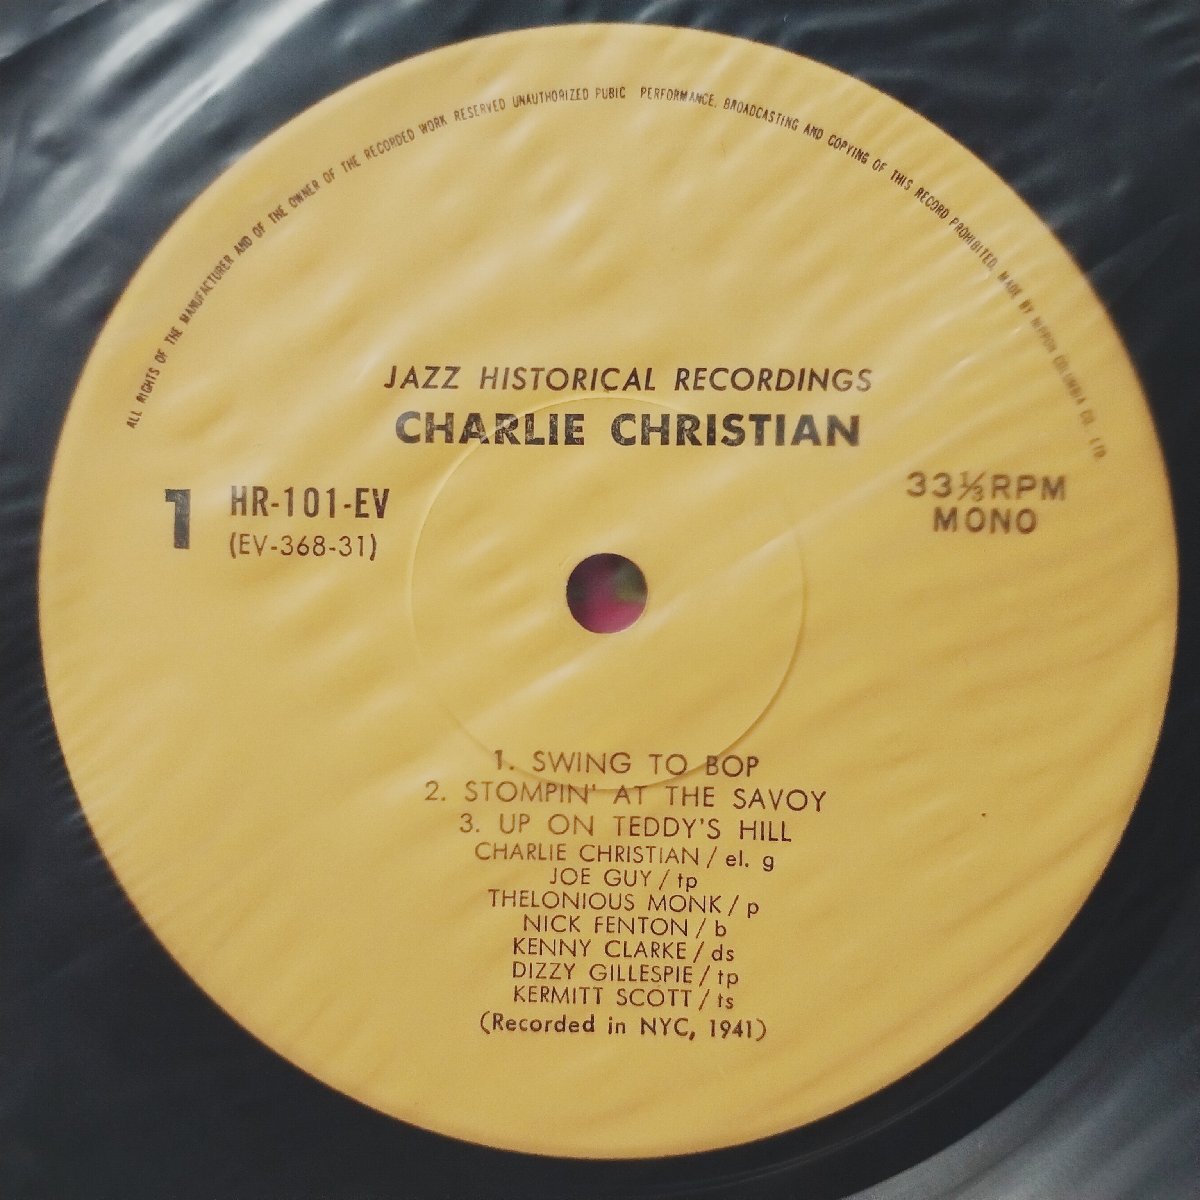 ALL RIGHTS OF THE MANUFACTURER AND OF THE OWNER OF THE RECORDED WORK RESERVED UNAUTHORIZED PUBIC PERFORMANCE, BROADCASTING AND COPYING OF THIS RECORD PROHIBITED. MADE BY NIPPON COLUMBIA CO., LTD.
JAZZ HISTORICAL RECORDINGS
CHARLIE CHRISTIAN
1 HR-101-EV
(EV-368-31)
33⅓RPM
MONO
1. SWING TO BOP
2. STOMPIN' AT THE SAVOY
3. UP ON TEDDY'S HILL
CHARLIE CHRISTIAN / el. g
JOE GUY / tp
THELONIOUS MONK / p
NICK FENTON / b
KENNY CLARKE / ds
DIZZY GILLESPIE / tp
KERMITT SCOTT / ts
(Recorded in NYC, 1941)